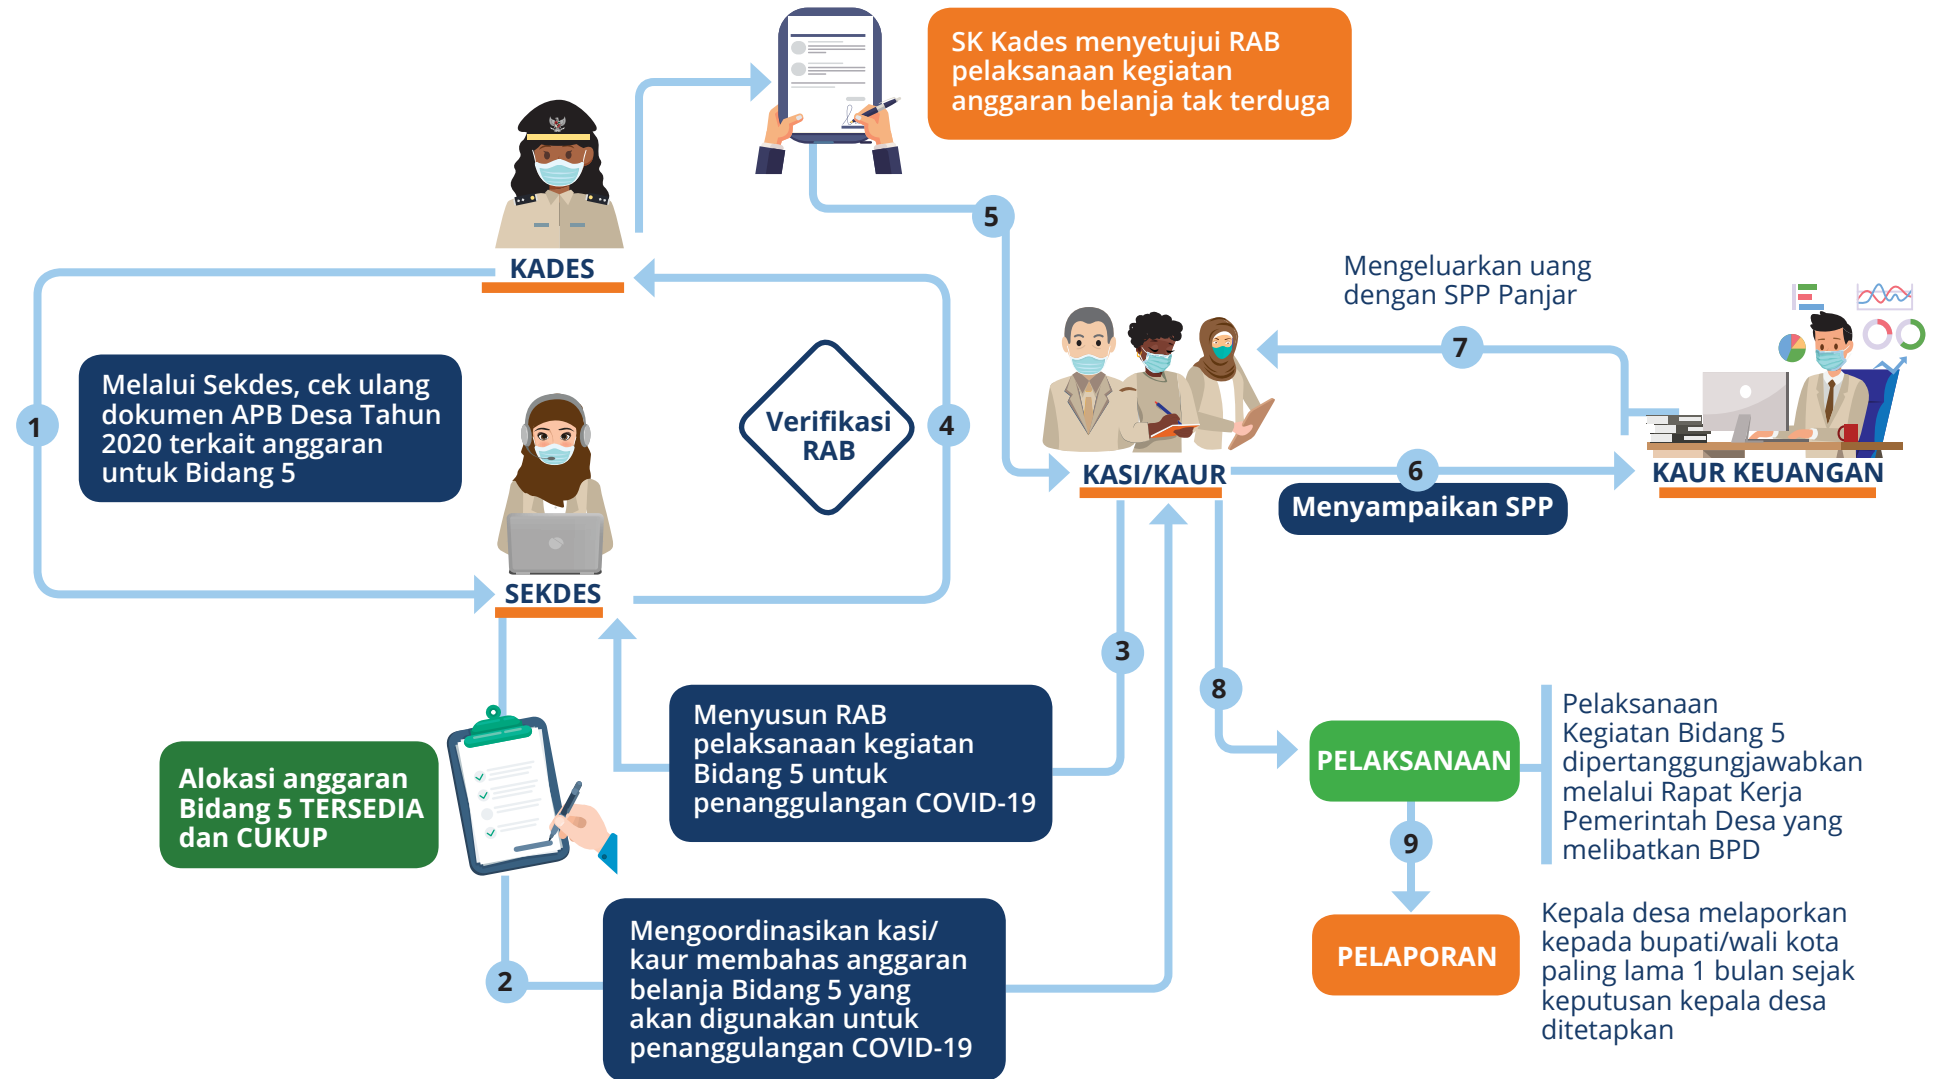 SK Kades menyetujui RAB
pelaksanaan kegiatan
anggaran belanja tak terduga
KADES
5
Mengeluarkan uang
dengan SPP Panjar
7
1
Melalui Sekdes, cek ulang
dokumen APB Desa Tahun
2020 terkait anggaran
untuk Bidang 5
Verifikasi
RAB
4
KASI/KAUR
6
Menyampaikan SPP
KAUR KEUANGAN
SEKDES
3
8
Menyusun RAB
pelaksanaan kegiatan
Bidang 5 untuk
penanggulangan COVID-19
Alokasi anggaran
Bidang 5 TERSEDIA
dan CUKUP
PELAKSANAAN
Pelaksanaan
Kegiatan Bidang 5
dipertanggungjawabkan
melalui Rapat Kerja
Pemerintah Desa yang
melibatkan BPD
9
2
Mengoordinasikan kasi/
kaur membahas anggaran
belanja Bidang 5 yang
akan digunakan untuk
penanggulangan COVID-19
PELAPORAN
Kepala desa melaporkan
kepada bupati/wali kota
paling lama 1 bulan sejak
keputusan kepala desa
ditetapkan